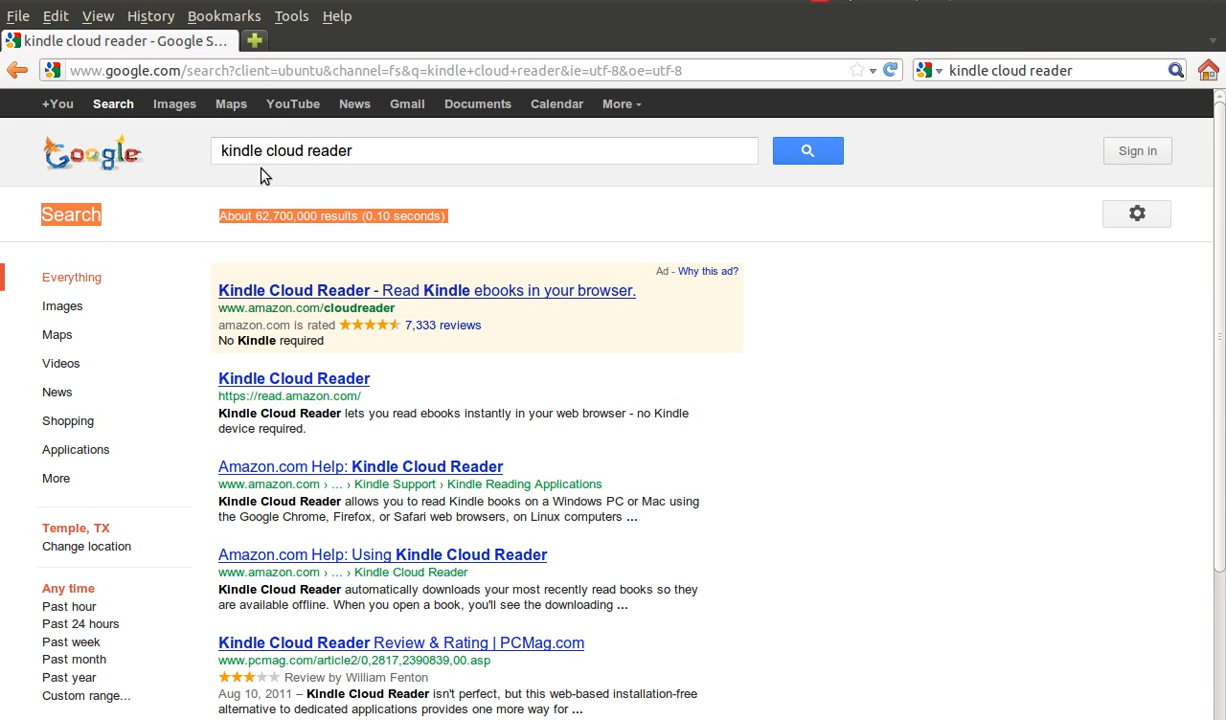 File Edit View History Bookmarks Tools Help
kindle cloud reader - Google S...
www.google.com/search?client=ubuntu&channel=fs&q=kindle+cloud+reader&ie=utf-8&oe=utf-8
kindle cloud reader
+You Search Images Maps YouTube News Gmail Documents Calendar More
Google
kindle cloud reader
Sign in
Search
About 62,700,000 results (0.10 seconds)
Everything
Images
Maps
Videos
News
Shopping
Applications
More
Temple, TX
Change location
Any time
Past hour
Past 24 hours
Past week
Past month
Past year
Custom range...
Ad - Why this ad?
Kindle Cloud Reader - Read Kindle ebooks in your browser.
www.amazon.com/cloudreader
amazon.com is rated 7,333 reviews
No Kindle required
Kindle Cloud Reader
https://read.amazon.com/
Kindle Cloud Reader lets you read ebooks instantly in your web browser - no Kindle
device required.
Amazon.com Help: Kindle Cloud Reader
www.amazon.com › ... › Kindle Support › Kindle Reading Applications
Kindle Cloud Reader allows you to read Kindle books on a Windows PC or Mac using
the Google Chrome, Firefox, or Safari web browsers, on Linux computers ...
Amazon.com Help: Using Kindle Cloud Reader
www.amazon.com › ... › Kindle Cloud Reader
Kindle Cloud Reader automatically downloads your most recently read books so they
are available offline. When you open a book, you'll see the downloading ...
Kindle Cloud Reader Review & Rating | PCMag.com
www.pcmag.com/article2/0,2817,2390839,00.asp
Review by William Fenton
Aug 10, 2011 – Kindle Cloud Reader isn't perfect, but this web-based installation-free
alternative to dedicated applications provides one more way for ...